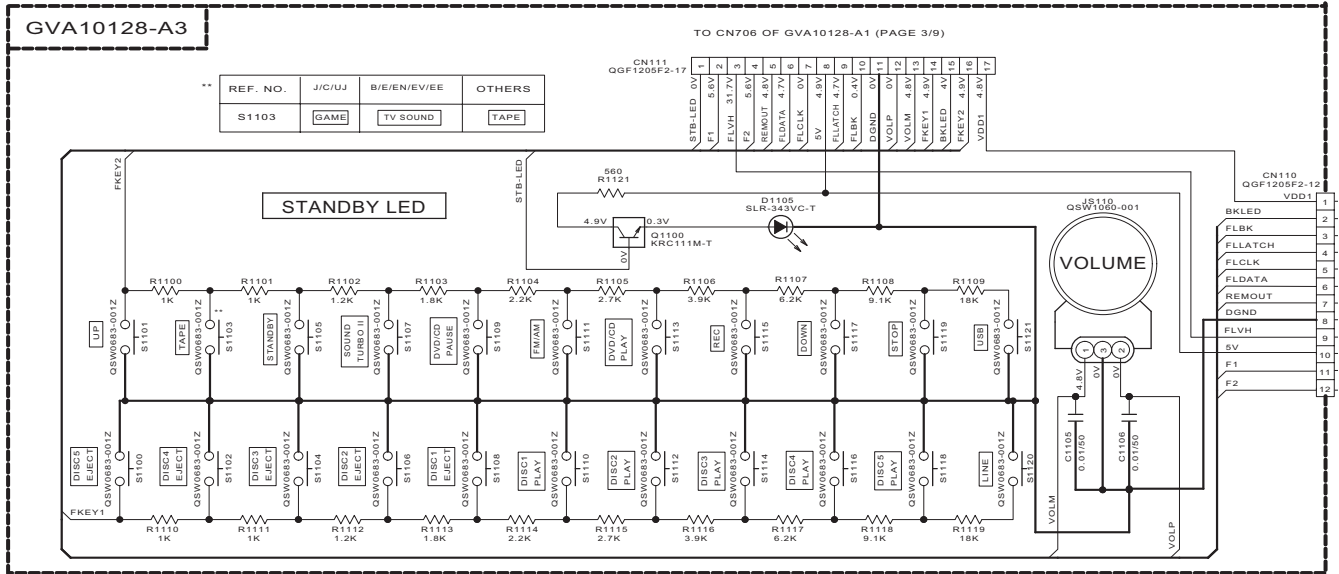 GVA10128-A3
TO CN706 OF GVA10128-A1 (PAGE 3/9)
CN111
QGF1205F2-17
1 2 3 4 5 6 7 8 9 10 11 12 13 14 15 16 17
** REF. NO. J/C/UJ B/E/EN/EV/EE OTHERS
S1103 GAME TV SOUND TAPE
STB-LED 0V
F1 5.6V
FLVH 31.7V
F2 5.6V
REMOUT 4.8V
FLDATA 4.7V
FLCLK 0V
5V 4.9V
FLLATCH 4.7V
FLBK 0.4V
DGND 0V
VOLP 0V
VOLM 4.8V
FKEY1 4.9V
BKLED 4V
FKEY2 4.9V
VDD1 4.8V
FKEY2
STB-LED
STANDBY LED
560
R1121
4.9V
0.3V
0V
Q1100
KRC111M-T
D1105
SLR-343VC-T
JS110
QSW1060-001
VOLUME
1 3 2
4.8V
0V
0V
C1105
0.01/50
C1106
0.01/50
VOLM
VOLP
CN110
QGF1205F2-12
VDD1 1
BKLED 2
FLBK 3
FLLATCH 4
FLCLK 5
FLDATA 6
REMOUT 7
DGND 8
FLVH 9
5V 10
F1 11
F2 12
R1100
1K
R1101
1K
R1102
1.2K
R1103
1.8K
R1104
2.2K
R1105
2.7K
R1106
3.9K
R1107
6.2K
R1108
9.1K
R1109
18K
UP
QSW0683-001Z
S1101
TAPE
QSW0683-001Z
S1103
**
STANDBY
QSW0683-001Z
S1105
SOUND
TURBO II
QSW0683-001Z
S1107
DVD/CD
PAUSE
QSW0683-001Z
S1109
FM/AM
QSW0683-001Z
S1111
DVD/CD
PLAY
QSW0683-001Z
S1113
REC
QSW0683-001Z
S1115
DOWN
QSW0683-001Z
S1117
STOP
QSW0683-001Z
S1119
USB
QSW0683-001Z
S1121
DISC5
EJECT
QSW0683-001Z
S1100
DISC4
EJECT
QSW0683-001Z
S1102
DISC3
EJECT
QSW0683-001Z
S1104
DISC2
EJECT
QSW0683-001Z
S1106
DISC1
EJECT
QSW0683-001Z
S1108
DISC1
PLAY
QSW0683-001Z
S1110
DISC2
PLAY
QSW0683-001Z
S1112
DISC3
PLAY
QSW0683-001Z
S1114
DISC4
PLAY
QSW0683-001Z
S1116
DISC5
PLAY
QSW0683-001Z
S1118
LINE
QSW0683-001Z
S1120
FKEY1
R1110
1K
R1111
1K
R1112
1.2K
R1113
1.8K
R1114
2.2K
R1115
2.7K
R1116
3.9K
R1117
6.2K
R1118
9.1K
R1119
18K